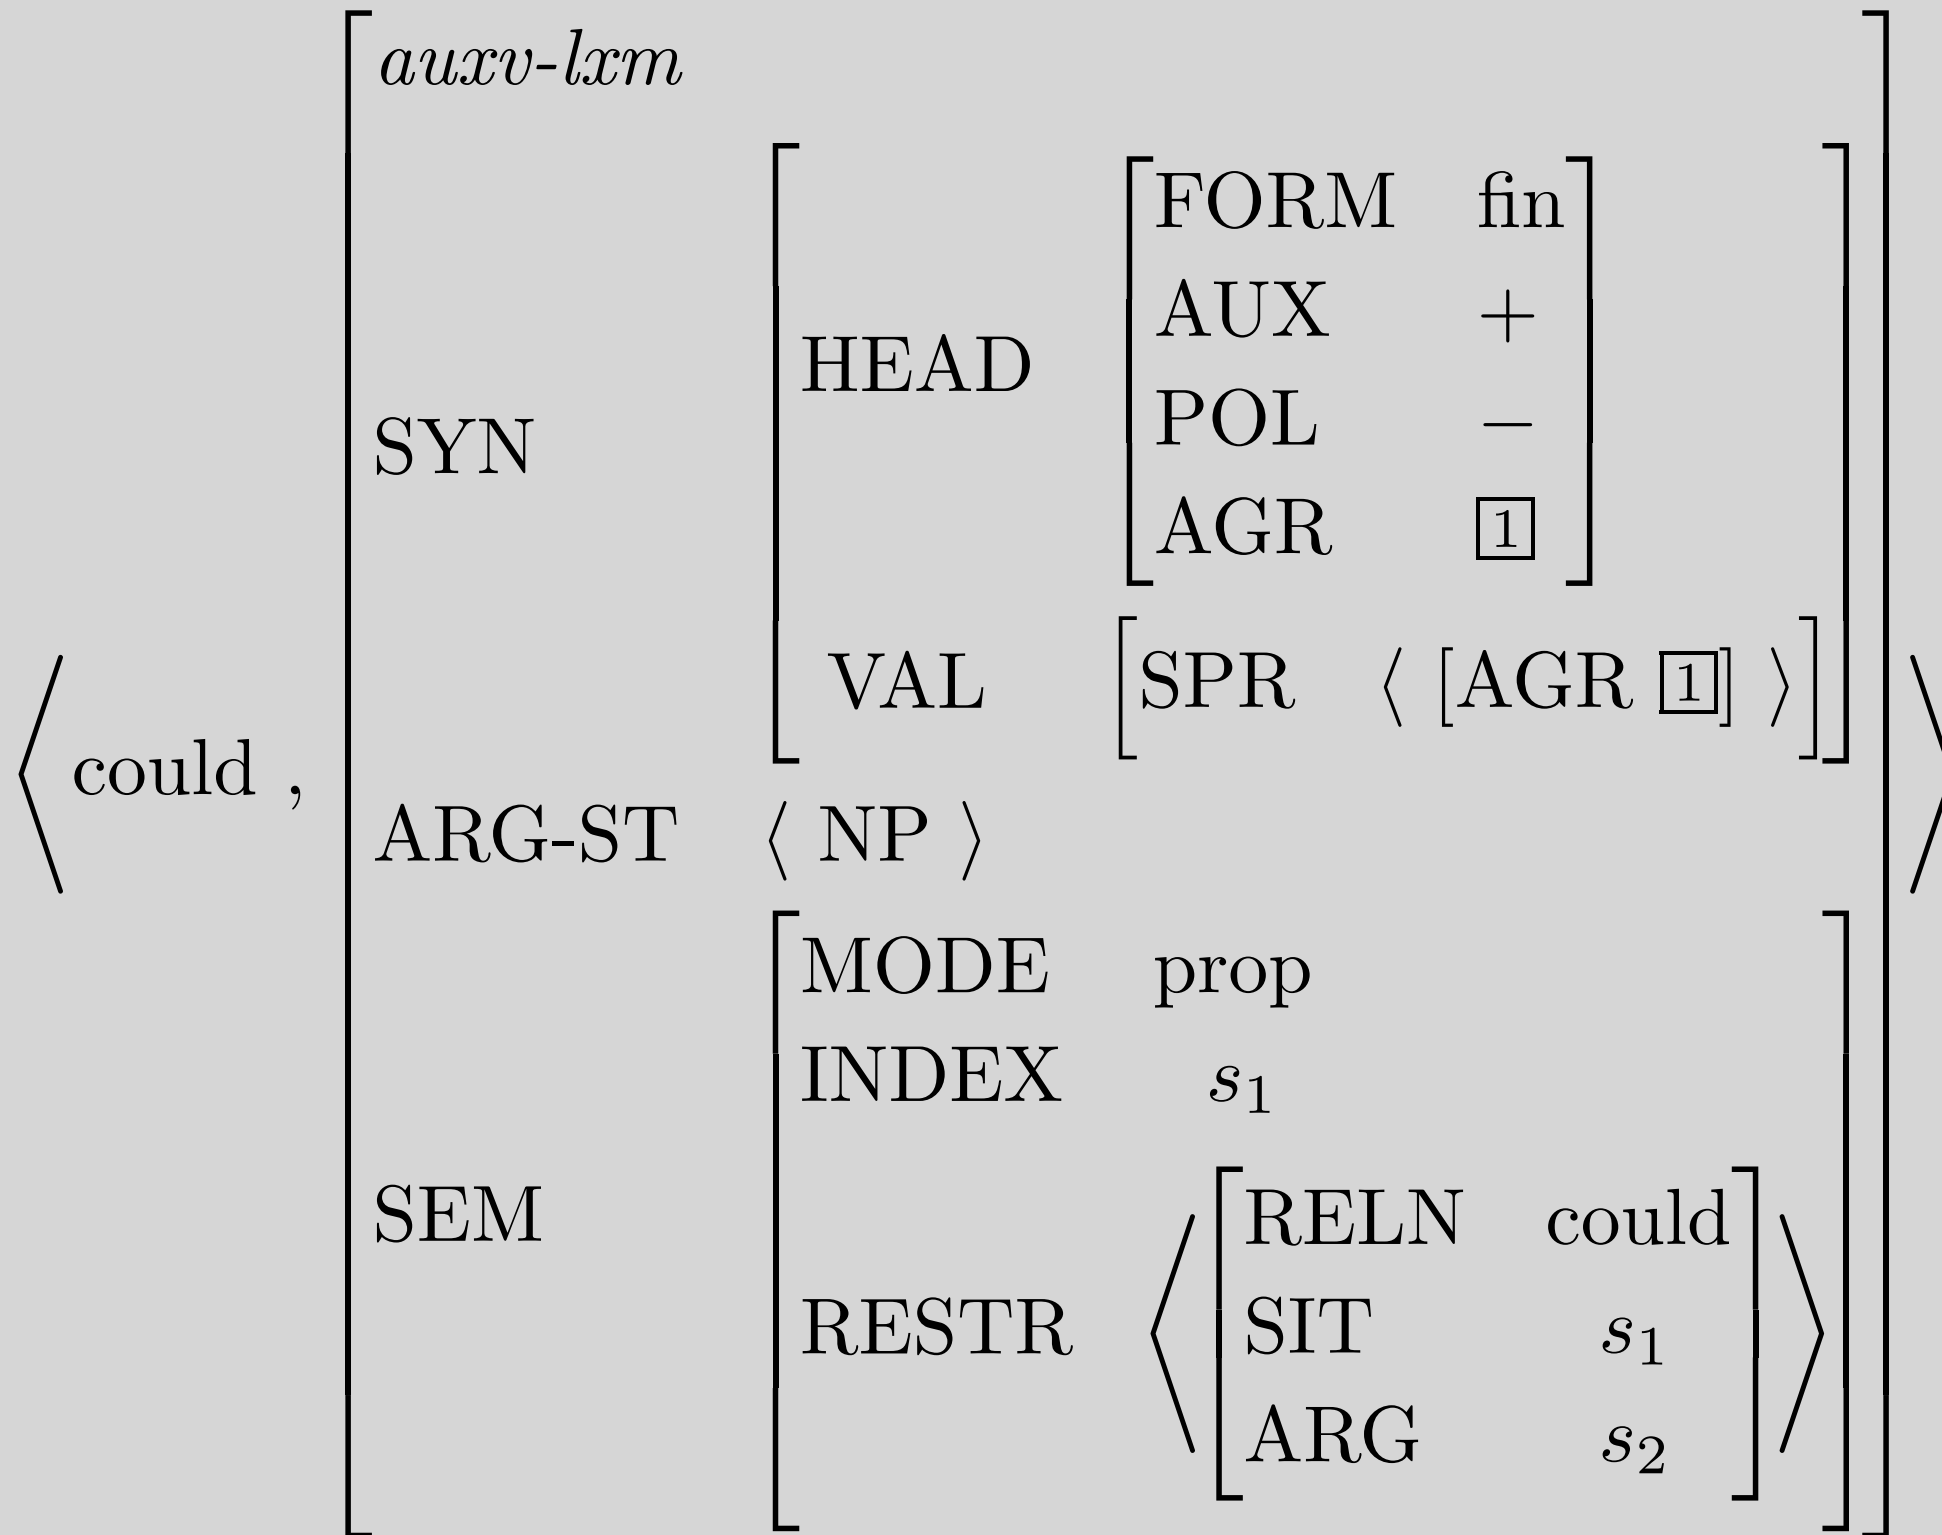 auxv-lxm
FORM fin
AUX +
HEAD
POL −
SYN
AGR 1
VAL [SPR ⟨ [AGR 1] ⟩]
⟨could ,
ARG-ST ⟨ NP ⟩
MODE prop
INDEX s₁
SEM
RELN could
RESTR
SIT s₁
ARG s₂